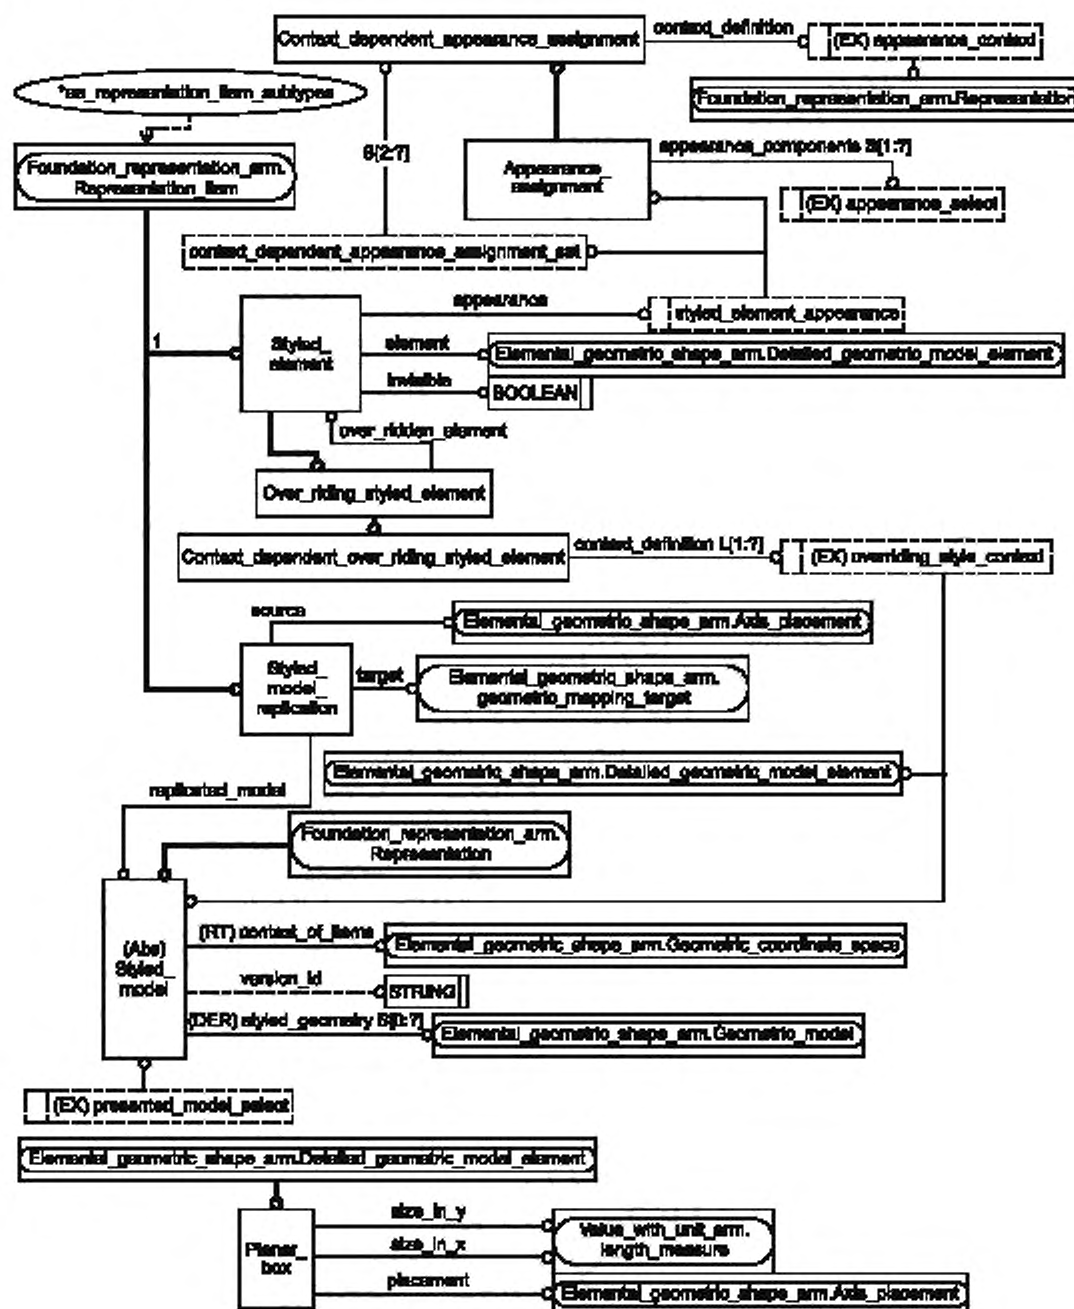 Context_dependent_appearance_assignment
context_definition
(EX) appearance_context
*aa_representation_item_subtypes
Foundation_representation_arm.Representation
S[2:?]
Appearance_
assignment
appearance_components S[1:?]
Foundation_representation_arm.
Representation_item
(EX) appearance_select
context_dependent_appearance_assignment_set
appearance
styled_element_appearance
1
Styled_
element
element
Elemental_geometric_shape_arm.Detailed_geometric_model_element
invisible
BOOLEAN
over_ridden_element
Over_riding_styled_element
Context_dependent_over_riding_styled_element
context_definition L[1:?]
(EX) overriding_style_context
source
Elemental_geometric_shape_arm.Axis_placement
Styled_
model_
replication
target
Elemental_geometric_shape_arm.
geometric_mapping_target
Elemental_geometric_shape_arm.Detailed_geometric_model_element
replicated_model
Foundation_representation_arm.
Representation
(Abs)
Styled_
model
(RT) context_of_items
Elemental_geometric_shape_arm.Geometric_coordinate_space
version_id
STRING
(DER) styled_geometry S[0:?]
Elemental_geometric_shape_arm.Geometric_model
(EX) presented_model_select
Elemental_geometric_shape_arm.Detailed_geometric_model_element
Planar_
box
size_in_y
size_in_x
Value_with_unit_arm.
length_measure
placement
Elemental_geometric_shape_arm.Axis_placement